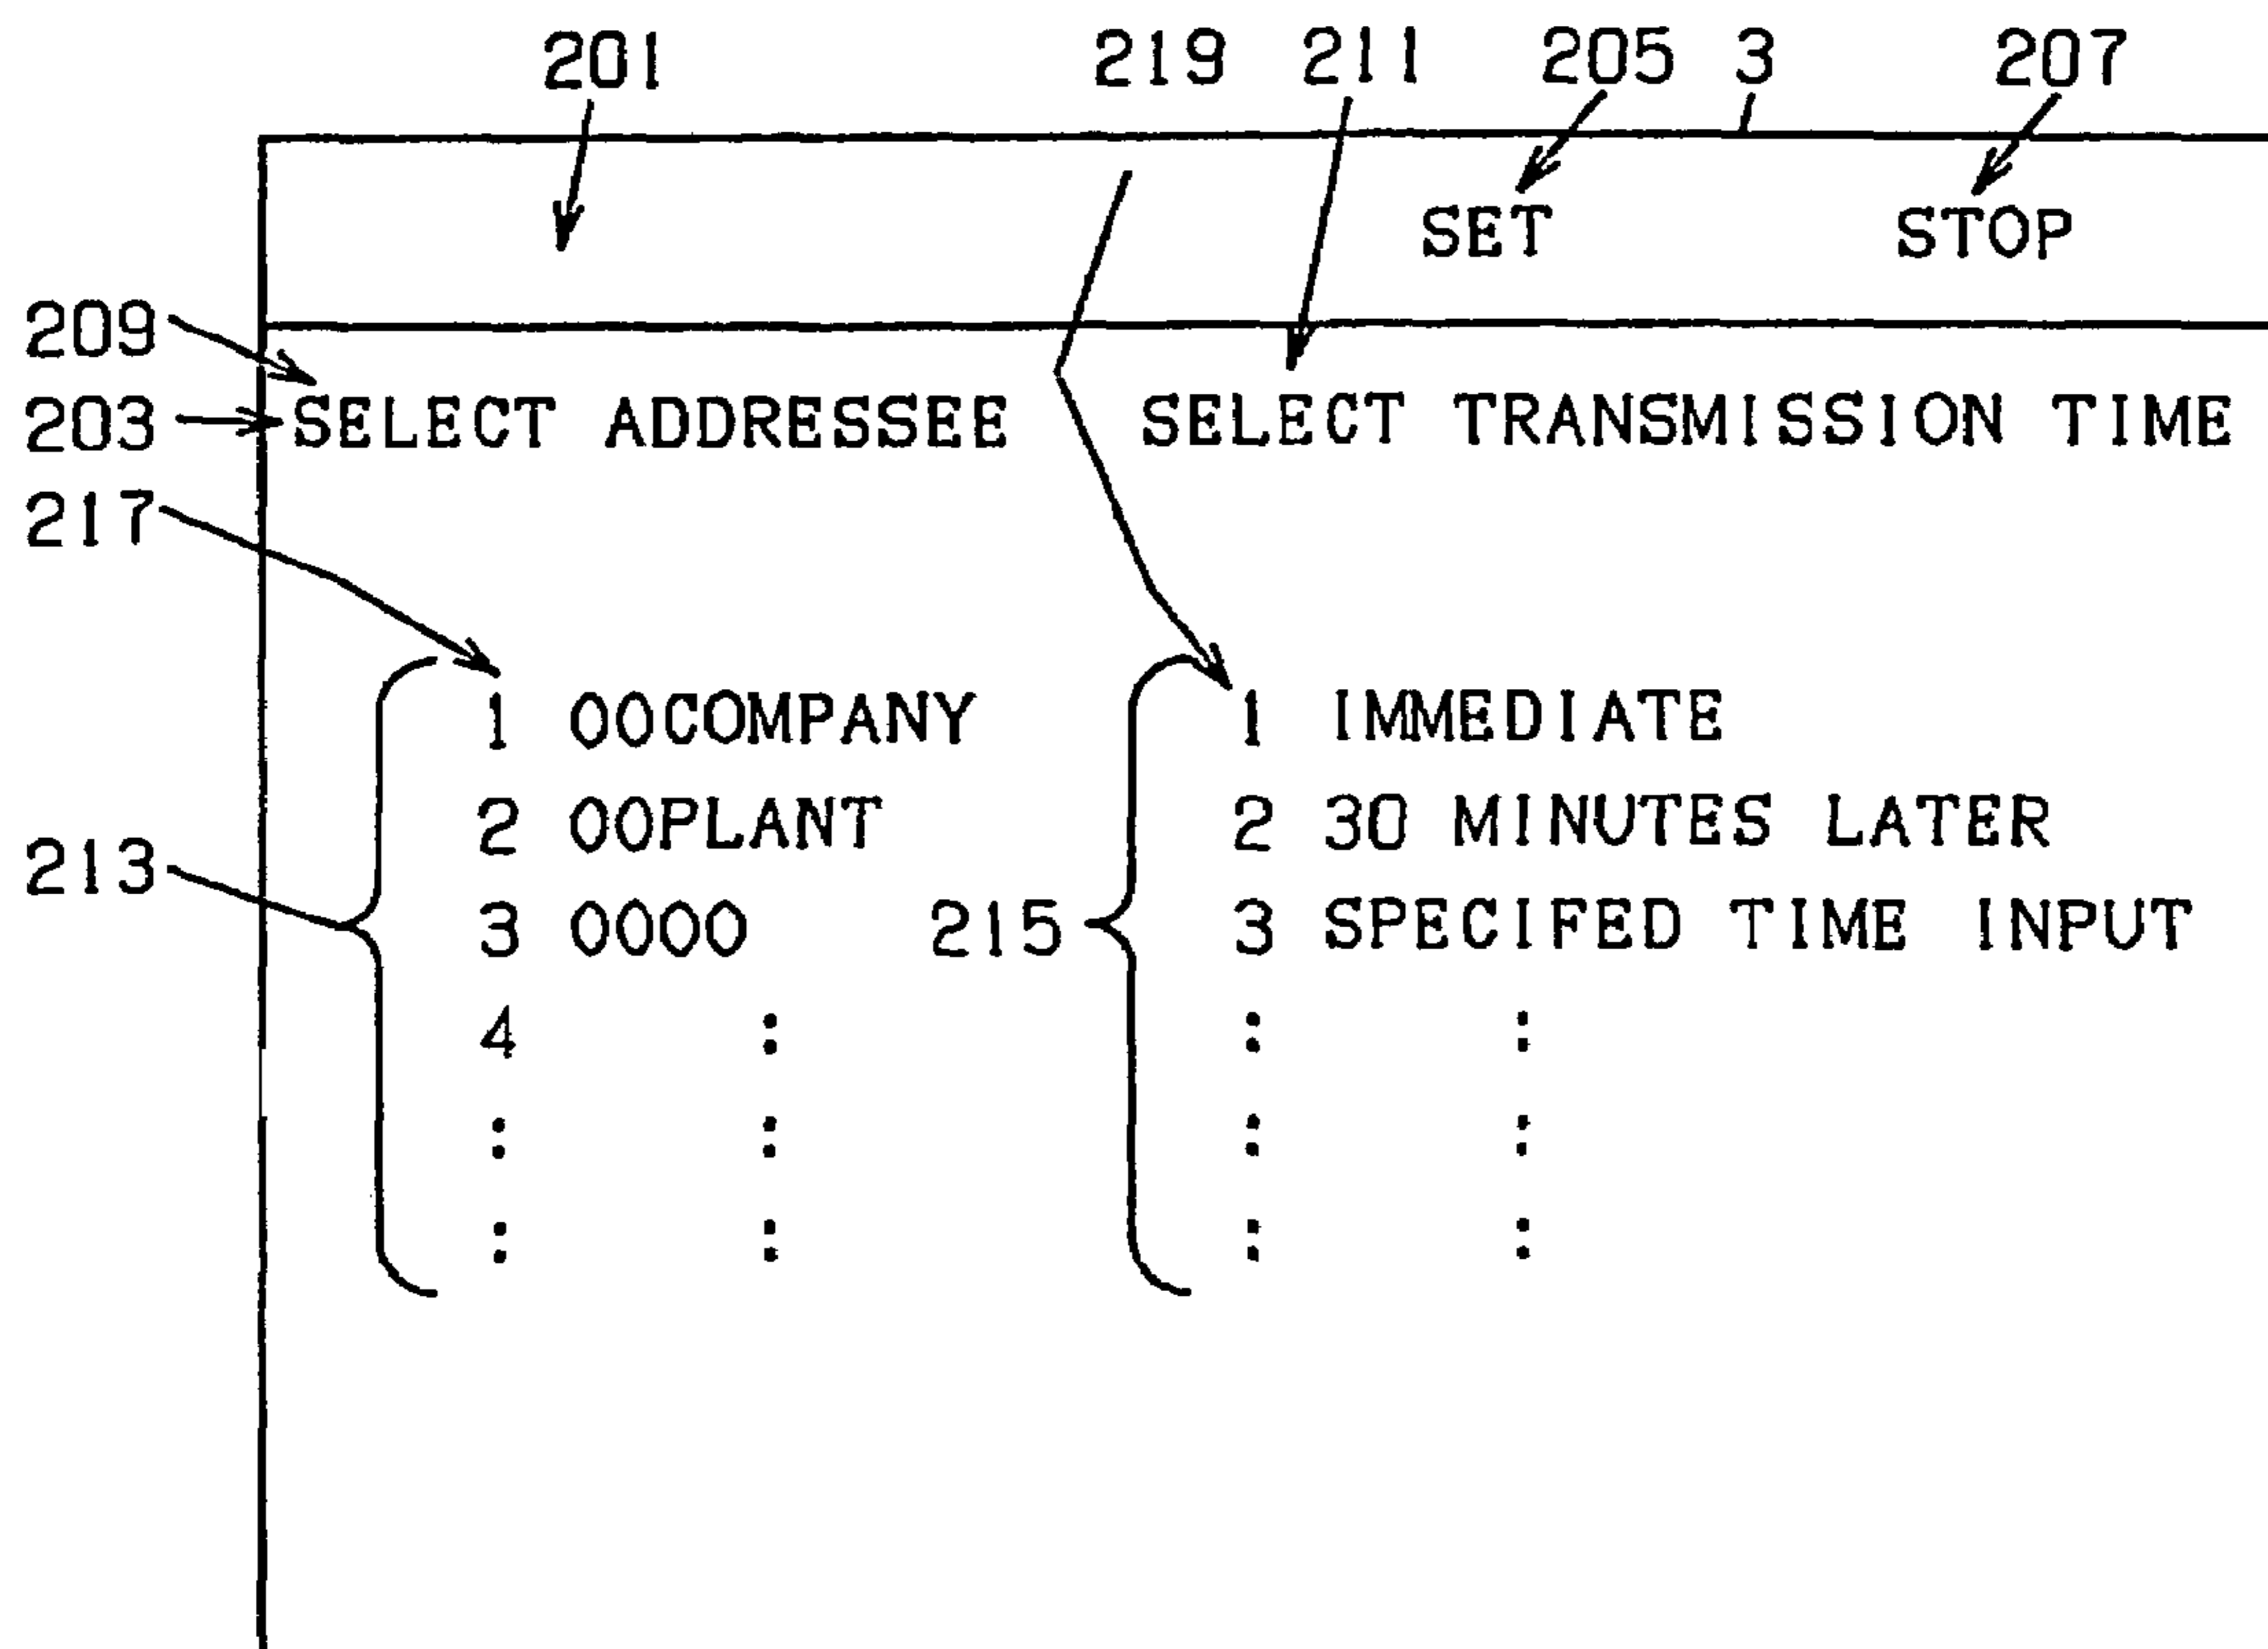 201 219 211 205 3 207
SET STOP
209
203 SELECT ADDRESSEE SELECT TRANSMISSION TIME
217
1 OOCOMPANY 1 IMMEDIATE
2 OOPLANT 2 30 MINUTES LATER
213
3 OOOO 215 3 SPECIFED TIME INPUT
4 : : :
: : : :
: : : :